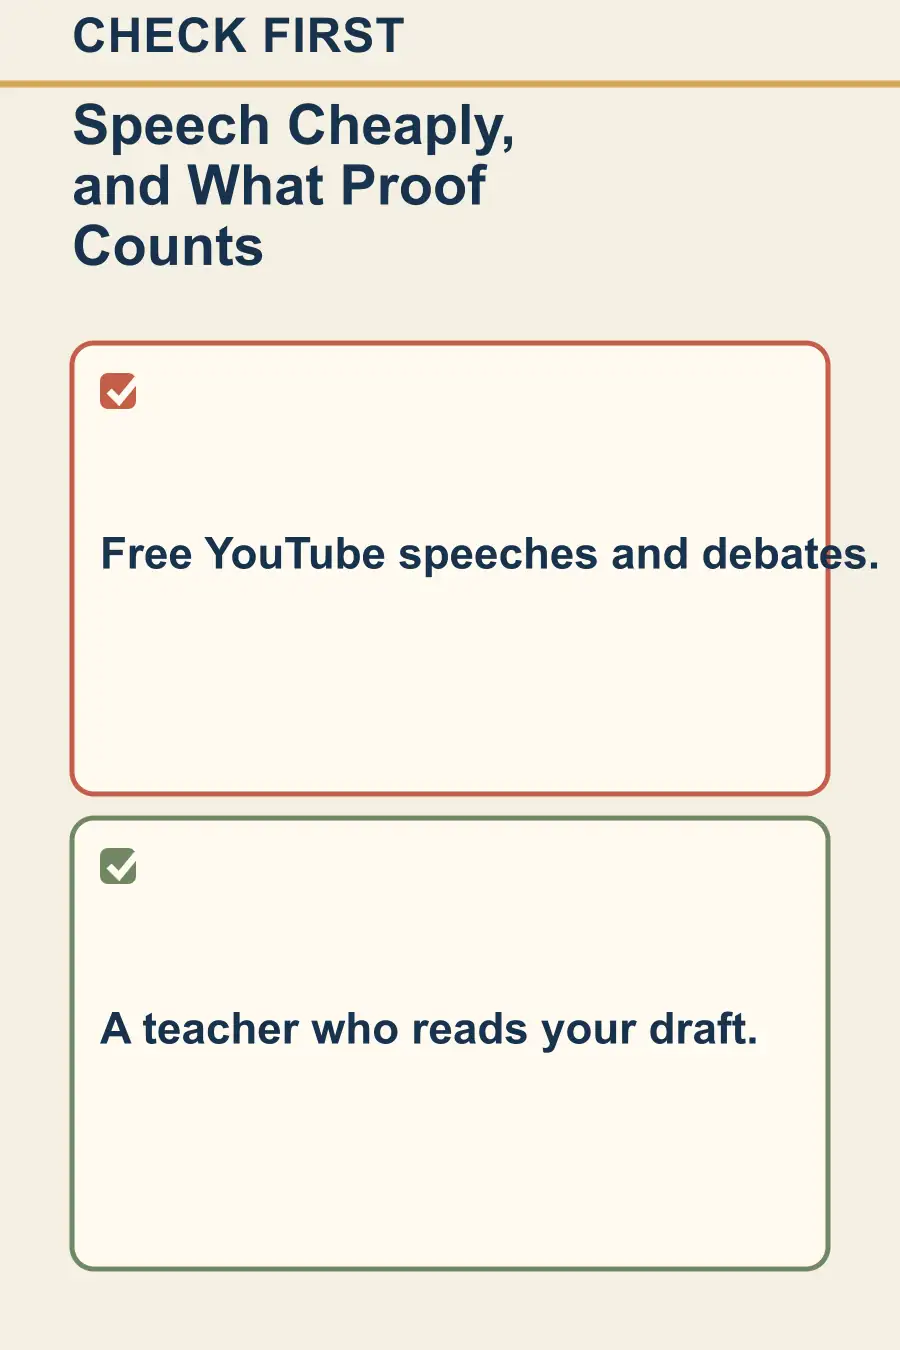 CHECK FIRST
Speech Cheaply,
and What Proof
Counts
Free YouTube speeches and debates.
A teacher who reads your draft.